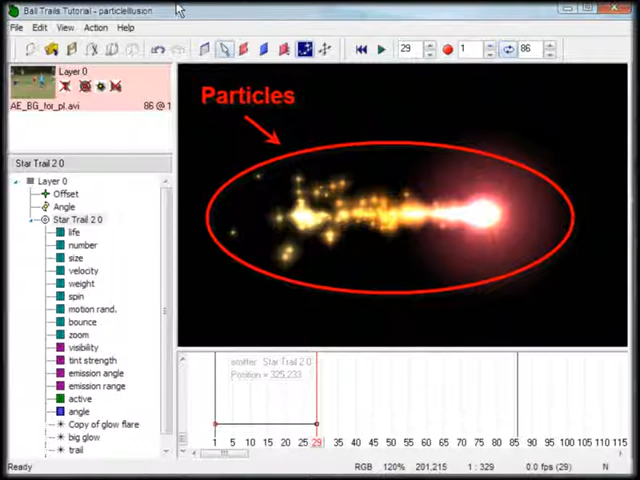 Ball Trails Tutorial - particleIllusion
File Edit View Action Help
29 1 86
Layer 0
AE_BG_for_pI.avi 86 @ 1
Particles
Star Trail 2 0
Layer 0
Offset
Angle
Star Trail 2 0
life
number
size
velocity
weight
spin
motion rand.
bounce
zoom
visibility
tint strength
emission angle
emission range
active
angle
Copy of glow flare
big glow
trail
emitter Star Trail 2 0
Position = 325,233
1 5 10 15 20 25 29 35 40 45 50 55 60 65 70 75 80 85 90 95 100 105 110 115
Ready RGB 120% 201,215 1 : 329 0.0 fps (29) N